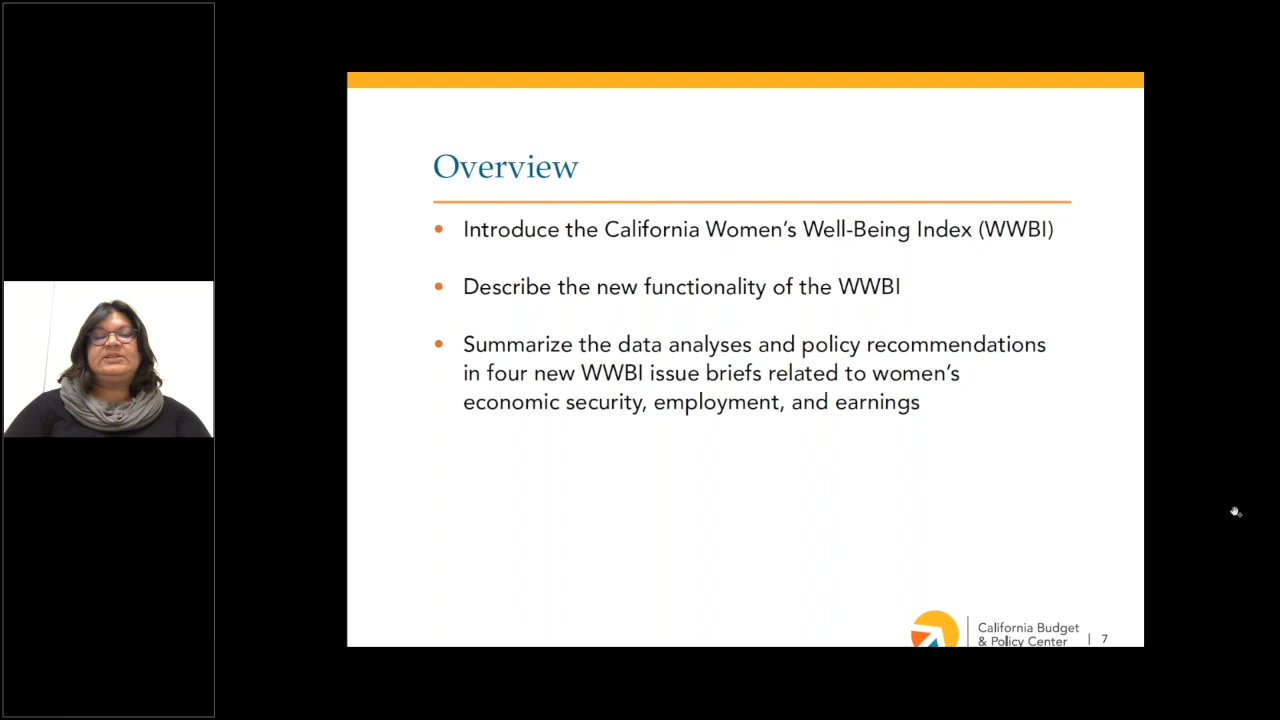 Overview
• Introduce the California Women’s Well-Being Index (WWBI)
• Describe the new functionality of the WWBI
• Summarize the data analyses and policy recommendations
in four new WWBI issue briefs related to women’s
economic security, employment, and earnings
California Budget
& Policy Center | 7